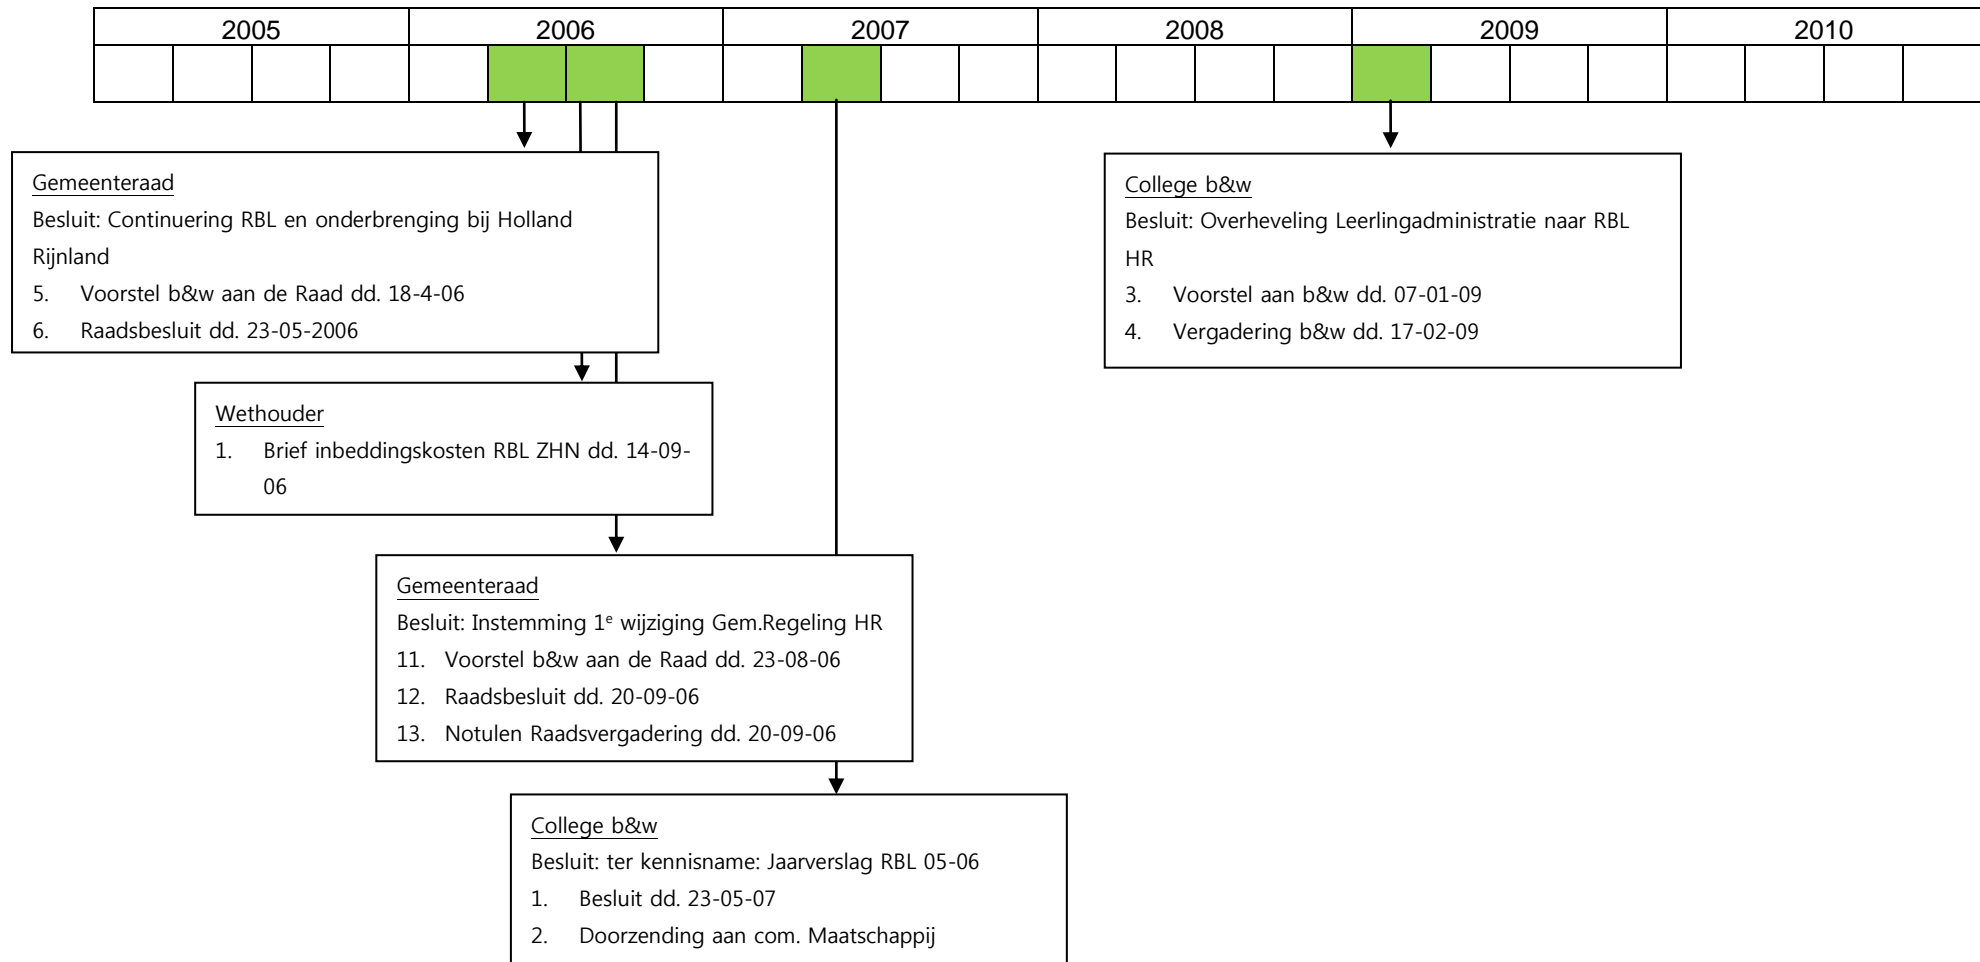 2005 2006 2007 2008 2009 2010
Gemeenteraad
Besluit: Continuering RBL en onderbrenging bij Holland
Rijnland
5. Voorstel b&w aan de Raad dd. 18-4-06
6. Raadsbesluit dd. 23-05-2006
College b&w
Besluit: Overheveling Leerlingadministratie naar RBL
HR
3. Voorstel aan b&w dd. 07-01-09
4. Vergadering b&w dd. 17-02-09
Wethouder
1. Brief inbeddingskosten RBL ZHN dd. 14-09-
06
Gemeenteraad
Besluit: Instemming 1e wijziging Gem.Regeling HR
11. Voorstel b&w aan de Raad dd. 23-08-06
12. Raadsbesluit dd. 20-09-06
13. Notulen Raadsvergadering dd. 20-09-06
College b&w
Besluit: ter kennisname: Jaarverslag RBL 05-06
1. Besluit dd. 23-05-07
2. Doorzending aan com. Maatschappij